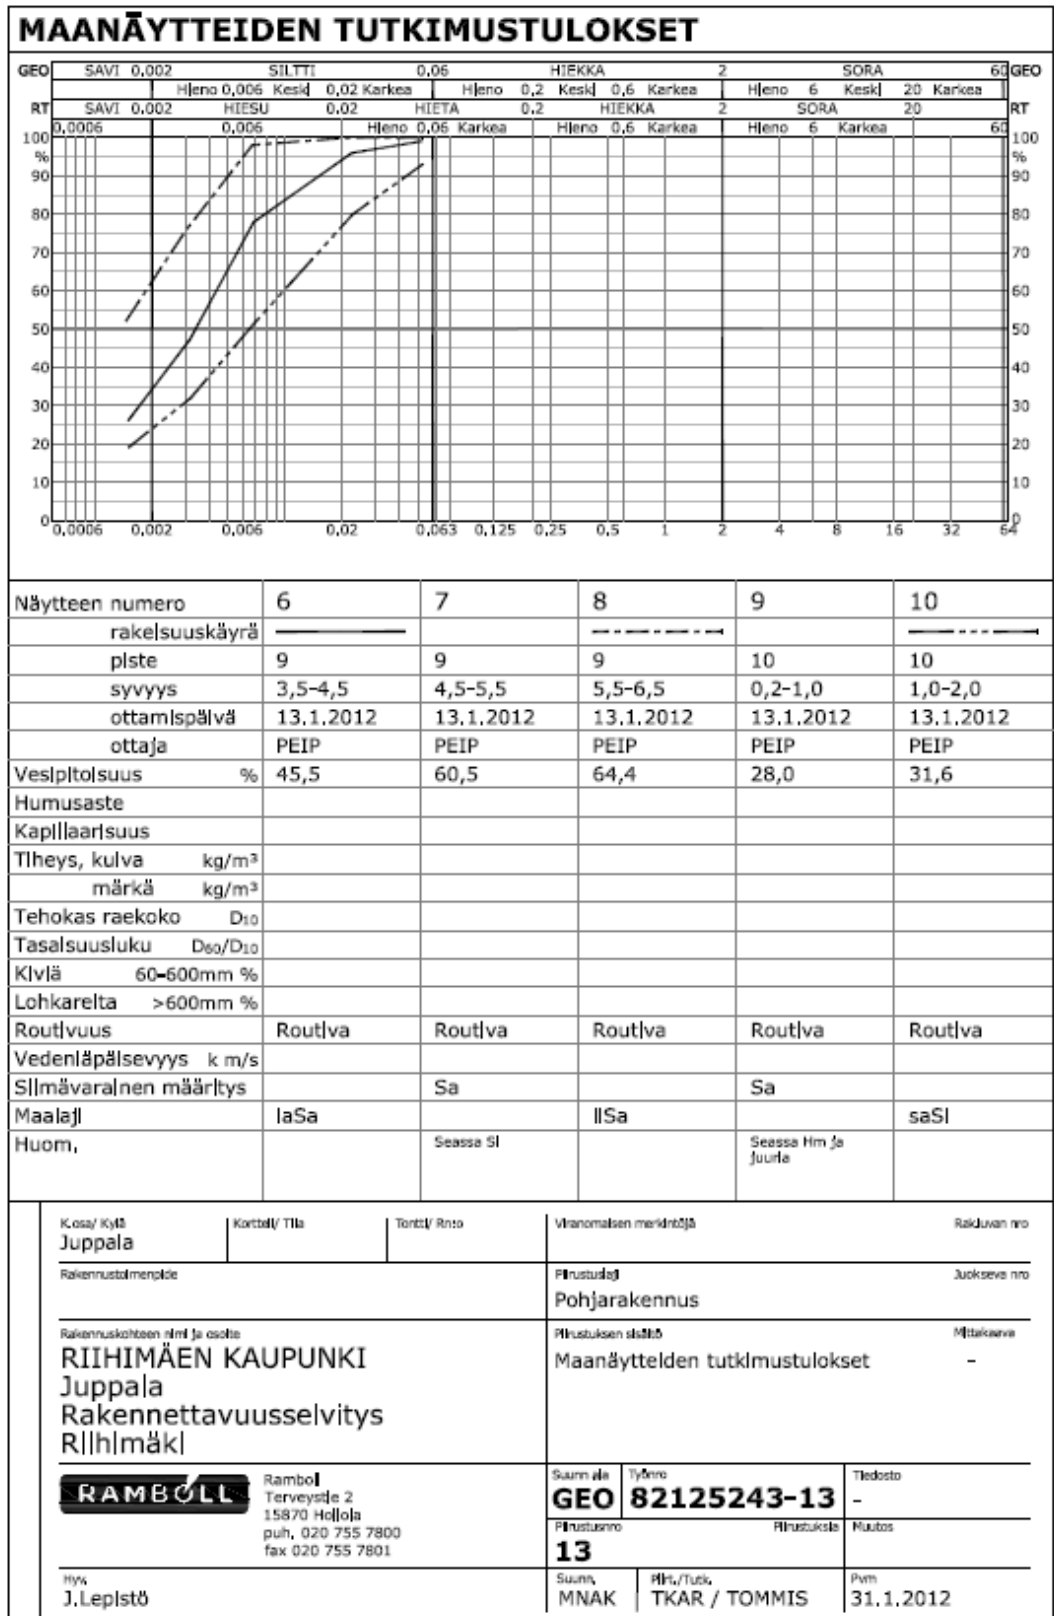 MAANÄYTTEIDEN TUTKIMUSTULOKSET
GEO SAVI 0,002 SILTTI 0,06 HIEKKA 2 SORA 60 GEO
Hieno 0,006 Keski 0,02 Karkea Hieno 0,2 Keski 0,6 Karkea Hieno 6 Keski 20 Karkea
RT SAVI 0,002 HIESU 0,02 HIETA 0,2 HIEKKA 2 SORA 20 RT
0,0006 0,006 Hieno 0,06 Karkea Hieno 0,6 Karkea Hieno 6 Karkea 60
100 100
% %
90 90
80 80
70 70
60 60
50 50
40 40
30 30
20 20
10 10
0 0
0,0006 0,002 0,006 0,02 0,063 0,125 0,25 0,5 1 2 4 8 16 32 64
Näytteen numero 6 7 8 9 10
rakeisuuskäyrä
piste 9 9 9 10 10
syvyys 3,5-4,5 4,5-5,5 5,5-6,5 0,2-1,0 1,0-2,0
ottamispäivä 13.1.2012 13.1.2012 13.1.2012 13.1.2012 13.1.2012
ottaja PEIP PEIP PEIP PEIP PEIP
Vesipitoisuus % 45,5 60,5 64,4 28,0 31,6
Humusaste
Kapillaarisuus
Tiheys, kuiva kg/m³
märkä kg/m³
Tehokas raekoko D10
Tasaisuusluku D60/D10
Kiviä 60-600mm %
Lohkareita >600mm %
Routivuus Routiva Routiva Routiva Routiva Routiva
Vedenläpäisevyys k m/s
Silmävarainen määritys Sa Sa
Maalaji laSa liSa saSi
Huom. Seassa Si Seassa Hm ja
juuria
K.osa/ Kylä Kortteli/ Tila Tontti/ Rn:o Viranomaisen merkintöjä Rak.luvan nro
Juppala
Rakennustoimenpide Piirustuslaji Juokseva nro
Pohjarakennus
Rakennuskohteen nimi ja osoite Piirustuksen sisältö Mittakaava
RIIHIMÄEN KAUPUNKI Maanäytteiden tutkimustulokset -
Juppala
Rakennettavuusselvitys
Riihimäki
RAMBOLL
Ramboll
Terveystie 2
15870 Hollola
puh. 020 755 7800
fax 020 755 7801
Suunn ala Työnro Tiedosto
GEO 82125243-13 -
Piirustusnro Piirustuksia Muutos
13
Hyv. Suunn. Piirt./Tutk. Pvm
J.Lepistö MNAK TKAR / TOMMIS 31.1.2012